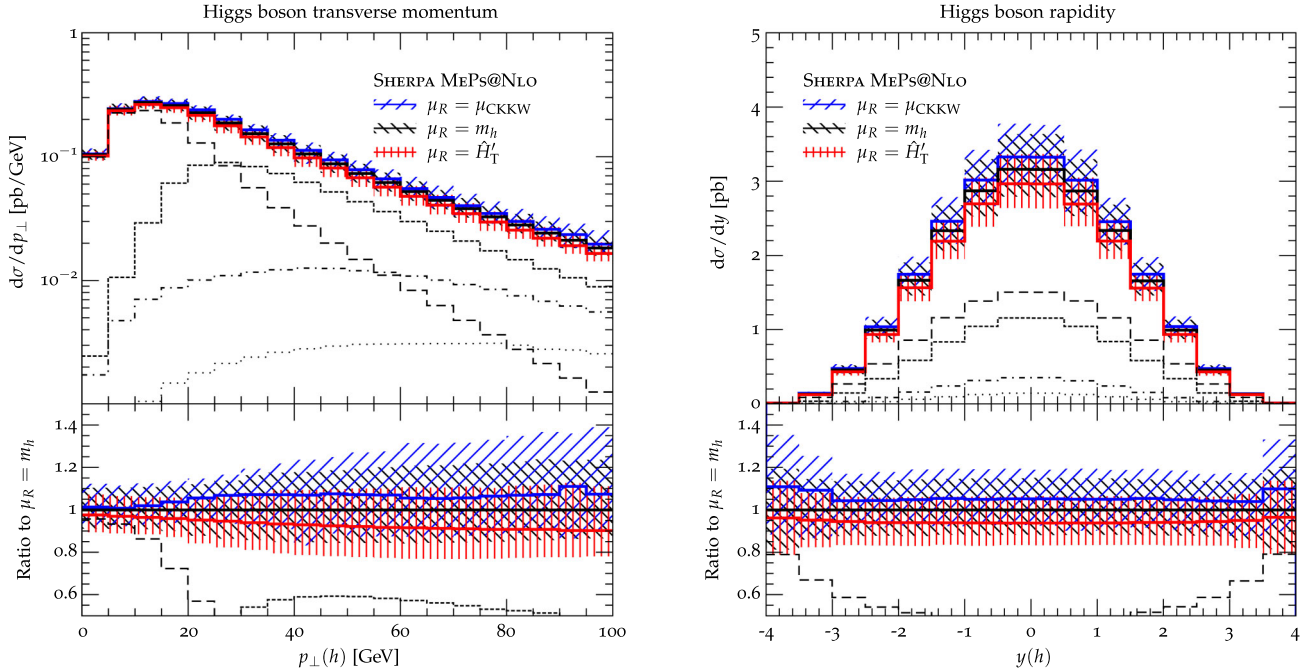 Higgs boson transverse momentum
dσ/dp⊥ [pb/GeV]
1
10⁻¹
10⁻²
SHERPA MEPS@NLO
μR = μCKKW
μR = mh
μR = Ĥ′T
Ratio to μR = mh
1.4
1.2
1
0.8
0.6
0 20 40 60 80 100
p⊥(h) [GeV]
Higgs boson rapidity
dσ/dy [pb]
5
4
3
2
1
0
SHERPA MEPS@NLO
μR = μCKKW
μR = mh
μR = Ĥ′T
Ratio to μR = mh
1.4
1.2
1
0.8
0.6
-4 -3 -2 -1 0 1 2 3 4
y(h)